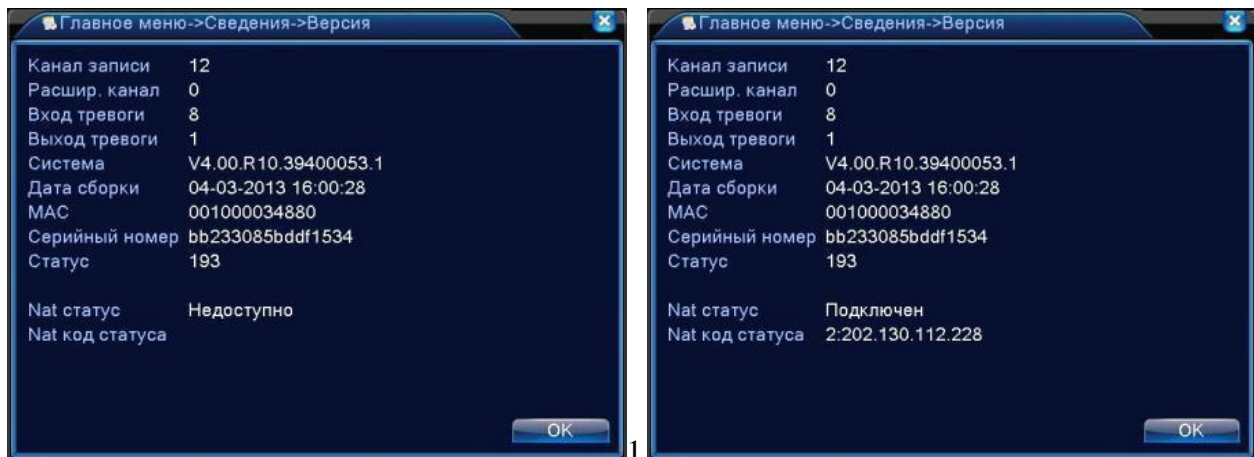 Главное меню->Сведения->Версия
Канал записи 12
Расшир. канал 0
Вход тревоги 8
Выход тревоги 1
Система V4.00.R10.39400053.1
Дата сборки 04-03-2013 16:00:28
MAC 001000034880
Серийный номер bb233085bddf1534
Статус 193
Nat статус Недоступно
Nat код статуса
OK
1
Главное меню->Сведения->Версия
Канал записи 12
Расшир. канал 0
Вход тревоги 8
Выход тревоги 1
Система V4.00.R10.39400053.1
Дата сборки 04-03-2013 16:00:28
MAC 001000034880
Серийный номер bb233085bddf1534
Статус 193
Nat статус Подключен
Nat код статуса 2:202.130.112.228
OK